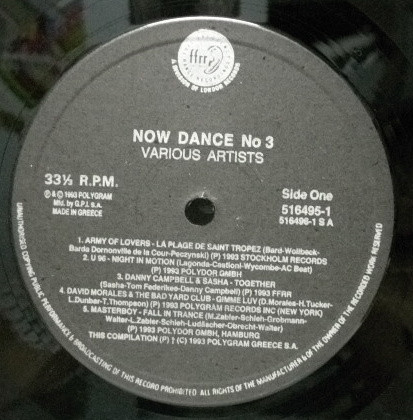 ffrr
A DIVISION OF LONDON RECORDS
NOW DANCE No 3
VARIOUS ARTISTS
33⅓ R.P.M.
℗ & © 1993 POLYGRAM
Mfd. by G.P.I. S.A.
MADE IN GREECE
Side One
516495-1
516496-1 S A
1. ARMY OF LOVERS - LA PLAGE DE SAINT TROPEZ (Bard-Wollbeck-
Barda Dornonville de la Cour-Peczynski) (P) 1993 STOCKHOLM RECORDS
2. U 96 - NIGHT IN MOTION (Lagonda-Castioni-Wycombe-AC Beat)
(P) 1993 POLYDOR GMBH
3. DANNY CAMPBELL & SASHA - TOGETHER
(Sasha-Tom Federikse-Danny Campbell) (P) 1993 FFRR
4. DAVID MORALES & THE BAD YARD CLUB - GIMME LUV (D.Morales-H.Tucker-
L.Dunber-T.Thompson) (P) 1993 POLYGRAM RECORDS INC (NEW YORK)
5. MASTERBOY - FALL IN TRANCE (M.Zabler-Schleh-Grobmann-
Walter-L.Zabler-Schleh-Ludläscher-Obrecht-Walter)
(P) 1993 POLYDOR GMBH, HAMBURG
THIS COMPILATION (P) † (C) 1993 POLYGRAM GREECE S.A.
UNAUTHORISED COPYING PUBLIC PERFORMANCE & BROADCASTING OF THIS RECORD PROHIBITED ALL RIGHTS OF THE MANUFACTURER & OF THE OWNER OF THE RECORDED WORK RESERVED